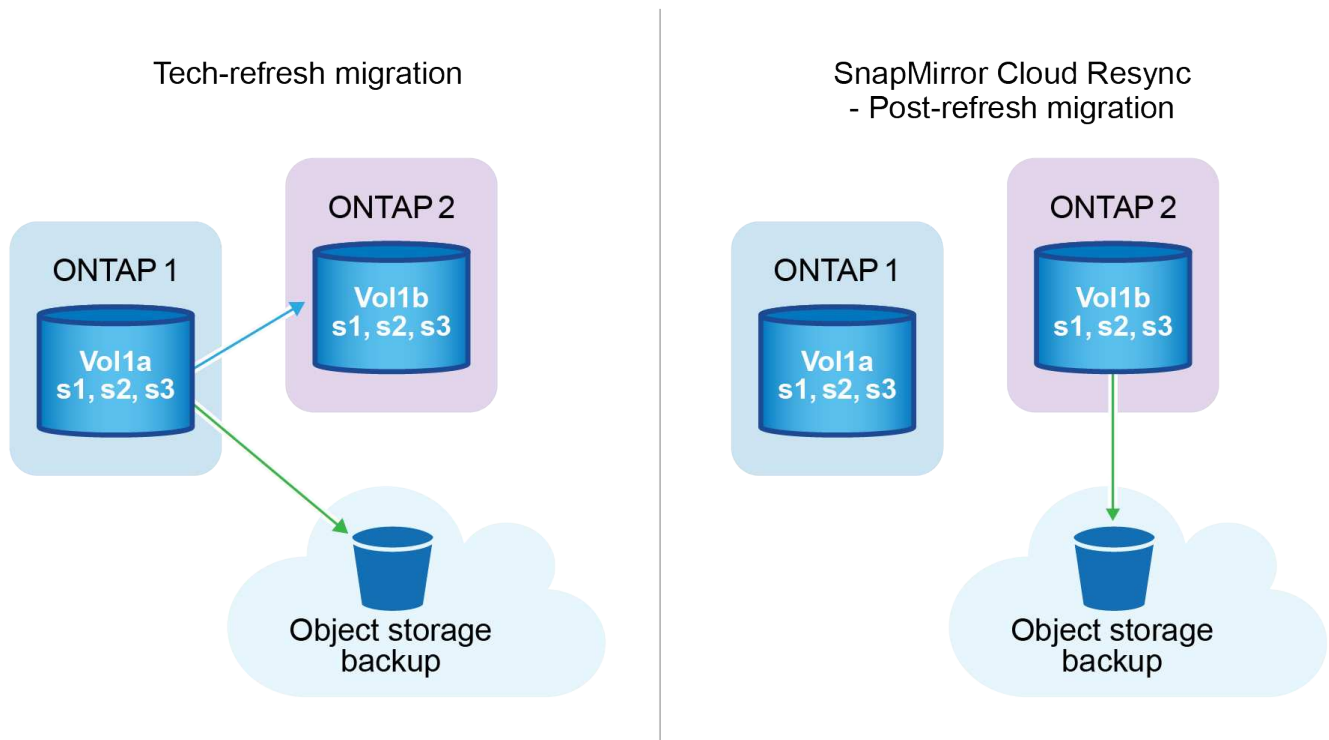 Tech-refresh migration
ONTAP 2
Vol1b
s1, s2, s3
ONTAP 1
Vol1a
s1, s2, s3
Object storage
backup
SnapMirror Cloud Resync
- Post-refresh migration
ONTAP 2
Vol1b
s1, s2, s3
ONTAP 1
Vol1a
s1, s2, s3
Object storage
backup